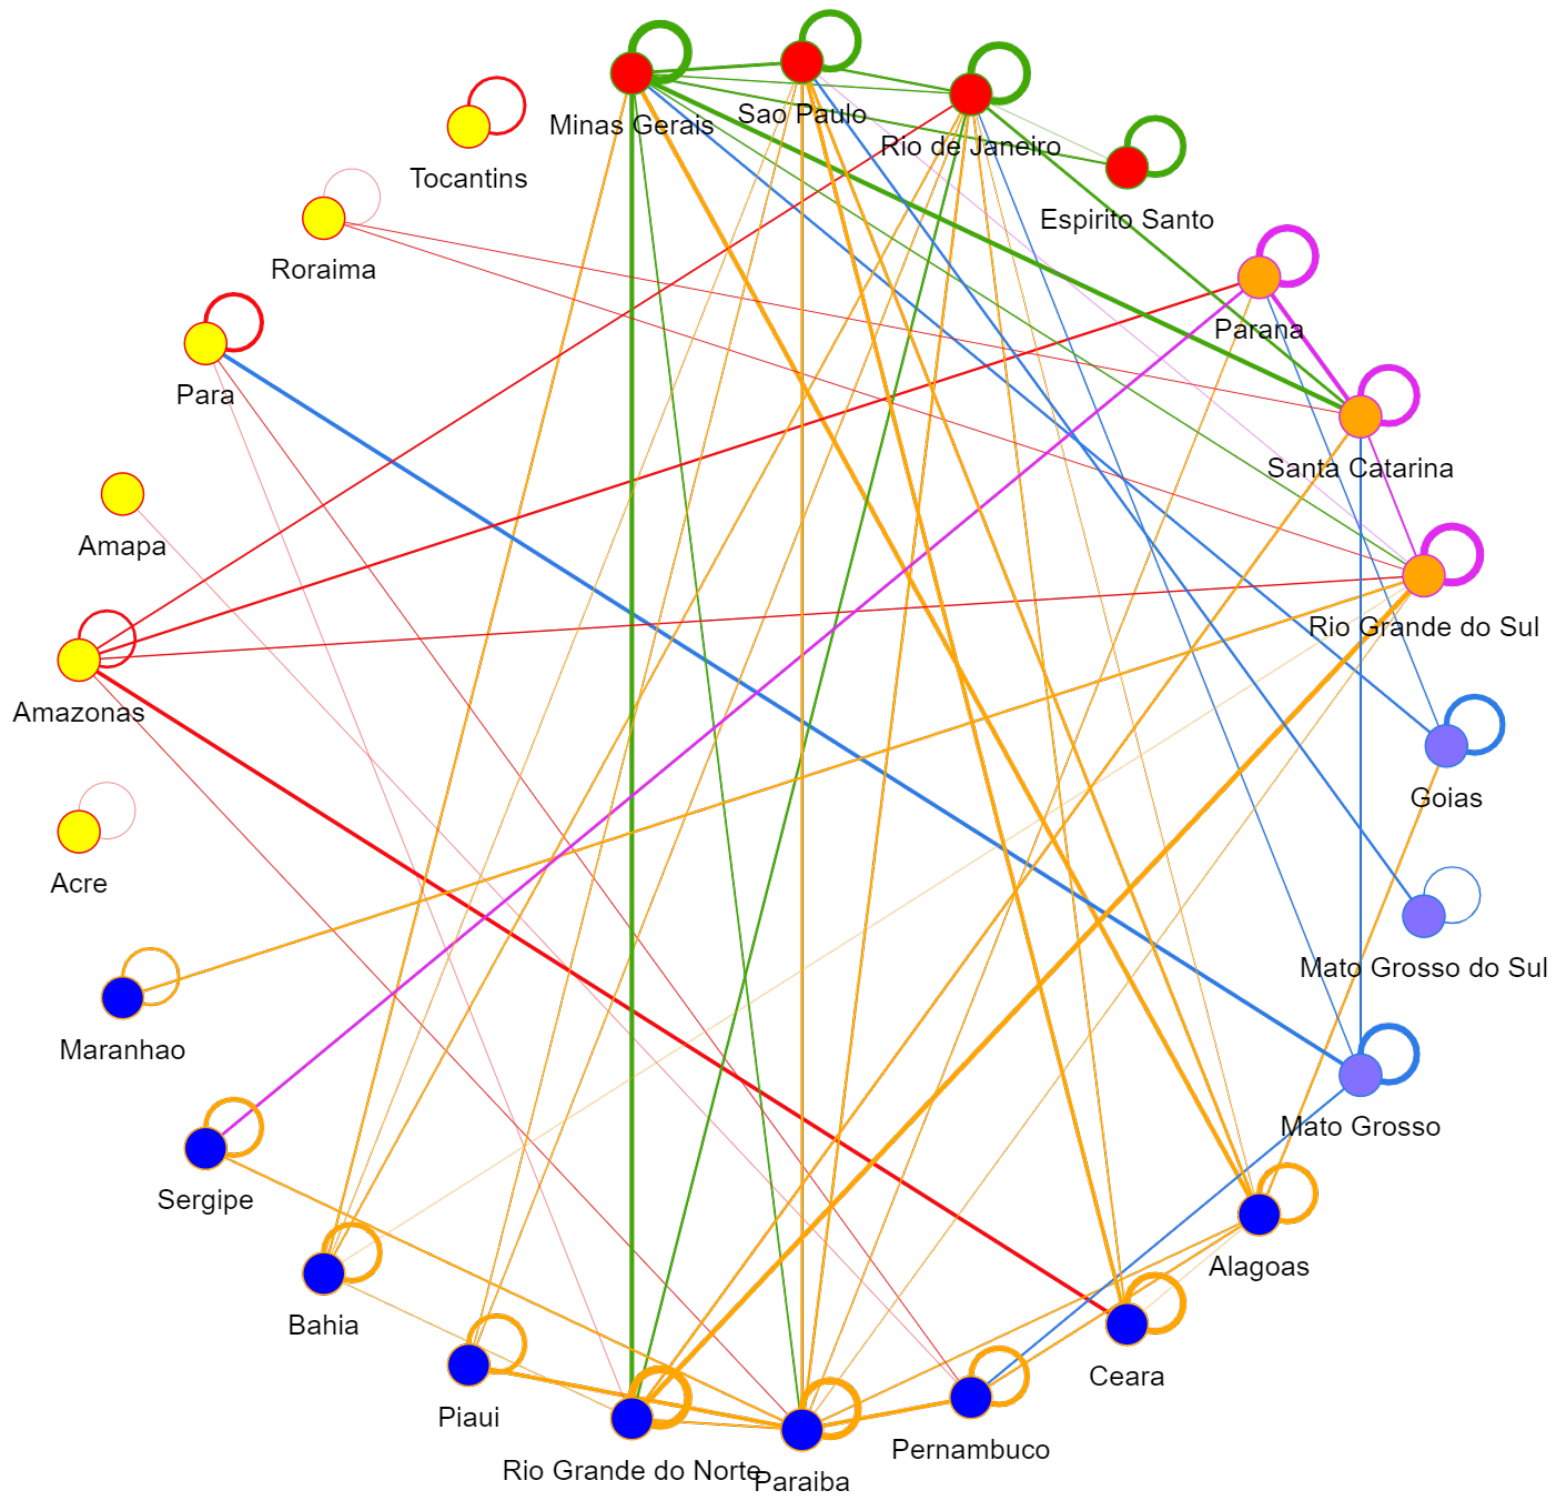 Minas Gerais
Sao Paulo
Rio de Janeiro
Tocantins
Espirito Santo
Roraima
Parana
Para
Santa Catarina
Amapa
Rio Grande do Sul
Amazonas
Goias
Acre
Mato Grosso do Sul
Maranhao
Mato Grosso
Sergipe
Alagoas
Bahia
Ceara
Piaui
Pernambuco
Rio Grande do Norte
Paraiba